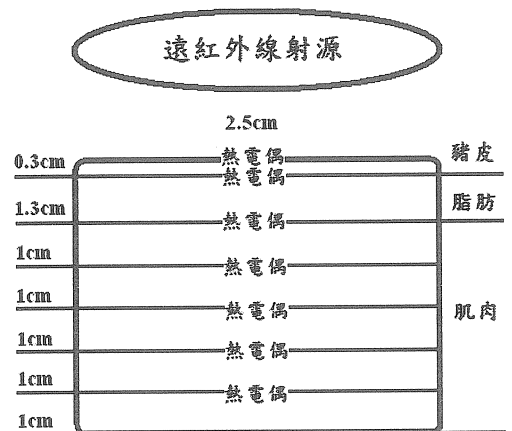 遠紅外線射源
2.5cm
0.3cm 熱電偶 豬皮
熱電偶
1.3cm 熱電偶 脂肪
1cm 熱電偶
1cm 熱電偶 肌肉
1cm 熱電偶
1cm 熱電偶
1cm